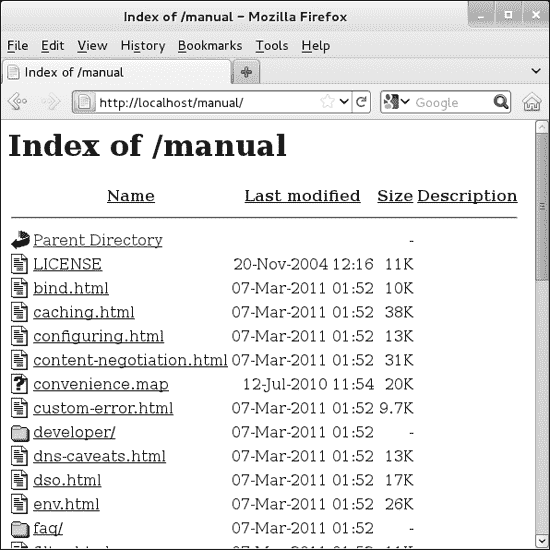 Index of /manual – Mozilla Firefox
File Edit View History Bookmarks Tools Help
Index of /manual
http://localhost/manual/ Google
Index of /manual
Name Last modified Size Description
Parent Directory -
LICENSE 20-Nov-2004 12:16 11K
bind.html 07-Mar-2011 01:52 10K
caching.html 07-Mar-2011 01:52 38K
configuring.html 07-Mar-2011 01:52 13K
content-negotiation.html 07-Mar-2011 01:52 31K
convenience.map 12-Jul-2010 11:54 20K
custom-error.html 07-Mar-2011 01:52 9.7K
developer/ 07-Mar-2011 01:52 -
dns-caveats.html 07-Mar-2011 01:52 13K
dso.html 07-Mar-2011 01:52 17K
env.html 07-Mar-2011 01:52 26K
faq/ 07-Mar-2011 01:52 -